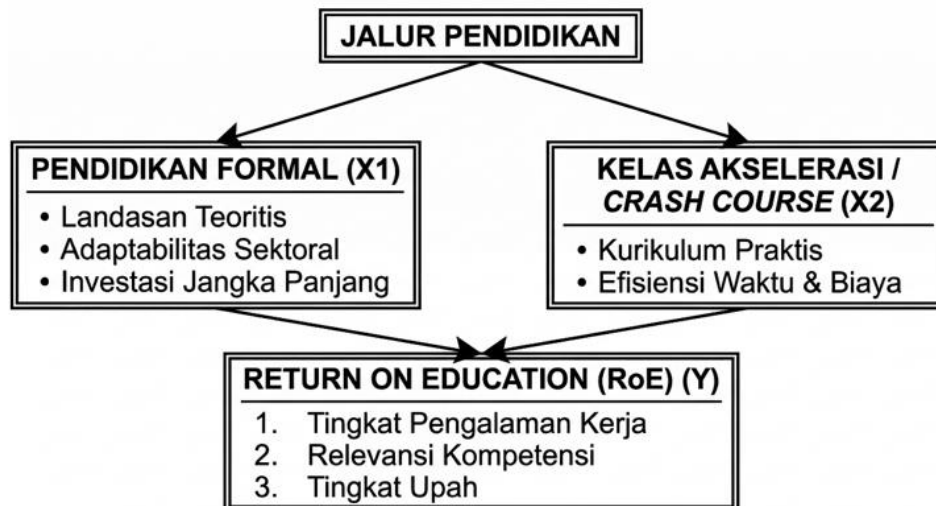 JALUR PENDIDIKAN
PENDIDIKAN FORMAL (X1)
• Landasan Teoritis
• Adaptabilitas Sektoral
• Investasi Jangka Panjang
KELAS AKSELERASI /
CRASH COURSE (X2)
• Kurikulum Praktis
• Efisiensi Waktu & Biaya
RETURN ON EDUCATION (RoE) (Y)
1. Tingkat Pengalaman Kerja
2. Relevansi Kompetensi
3. Tingkat Upah